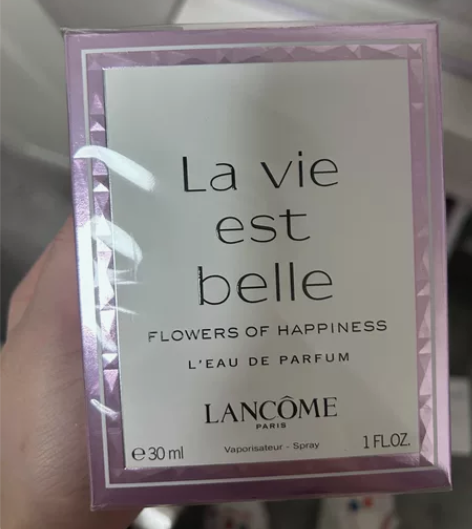 La vie
est
belle
FLOWERS OF HAPPINESS
L'EAU DE PARFUM
LANCÔME
PARIS
℮30 ml Vaporisateur - Spray 1 FL.OZ.